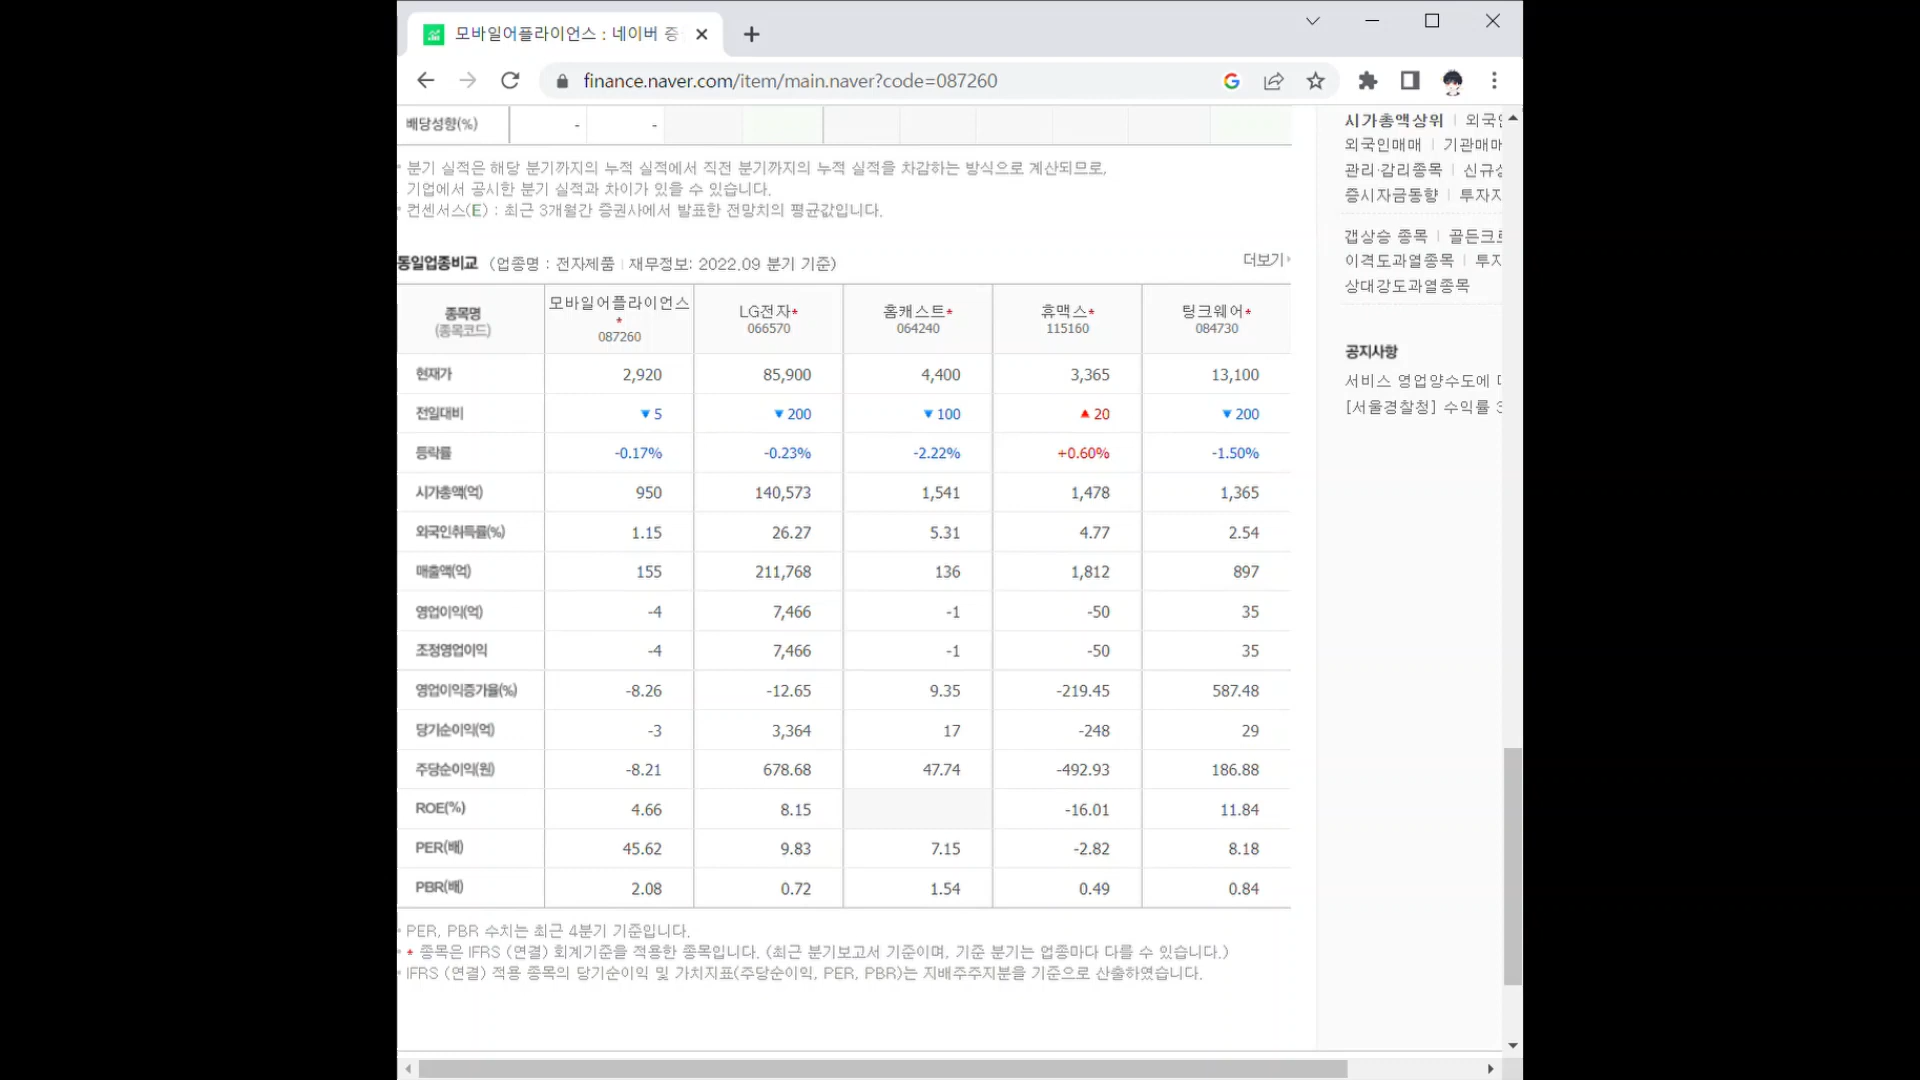 모바일어플라이언스 : 네이버 증
finance.naver.com/item/main.naver?code=087260
배당성향(%) - -
분기 실적은 해당 분기까지의 누적 실적에서 직전 분기까지의 누적 실적을 차감하는 방식으로 계산되므로,
기업에서 공시한 분기 실적과 차이가 있을 수 있습니다.
컨센서스(E) : 최근 3개월간 증권사에서 발표한 전망치의 평균값입니다.
동일업종비교 (업종명 : 전자제품 | 재무정보: 2022.09 분기 기준) 더보기
종목명 (종목코드) 모바일어플라이언스* 087260 LG전자* 066570 홈캐스트* 064240 휴맥스* 115160 팅크웨어* 084730
현재가 2,920 85,900 4,400 3,365 13,100
전일대비 ▼5 ▼200 ▼100 ▲20 ▼200
등락률 -0.17% -0.23% -2.22% +0.60% -1.50%
시가총액(억) 950 140,573 1,541 1,478 1,365
외국인취득률(%) 1.15 26.27 5.31 4.77 2.54
매출액(억) 155 211,768 136 1,812 897
영업이익(억) -4 7,466 -1 -50 35
조정영업이익 -4 7,466 -1 -50 35
영업이익증가율(%) -8.26 -12.65 9.35 -219.45 587.48
당기순이익(억) -3 3,364 17 -248 29
주당순이익(원) -8.21 678.68 47.74 -492.93 186.88
ROE(%) 4.66 8.15 -16.01 11.84
PER(배) 45.62 9.83 7.15 -2.82 8.18
PBR(배) 2.08 0.72 1.54 0.49 0.84
PER, PBR 수치는 최근 4분기 기준입니다.
* 종목은 IFRS (연결) 회계기준을 적용한 종목입니다. (최근 분기보고서 기준이며, 기준 분기는 업종마다 다를 수 있습니다.)
IFRS (연결) 적용 종목의 당기순이익 및 가치지표(주당순이익, PER, PBR)는 지배주주지분을 기준으로 산출하였습니다.
시가총액상위 | 외국
외국인매매 | 기관매매
관리·감리종목 | 신규
증시자금동향 | 투자
갭상승 종목 | 골든크
이격도과열종목 | 투
상대강도과열종목
공지사항
서비스 영업양수도에
[서울경찰청] 수익률